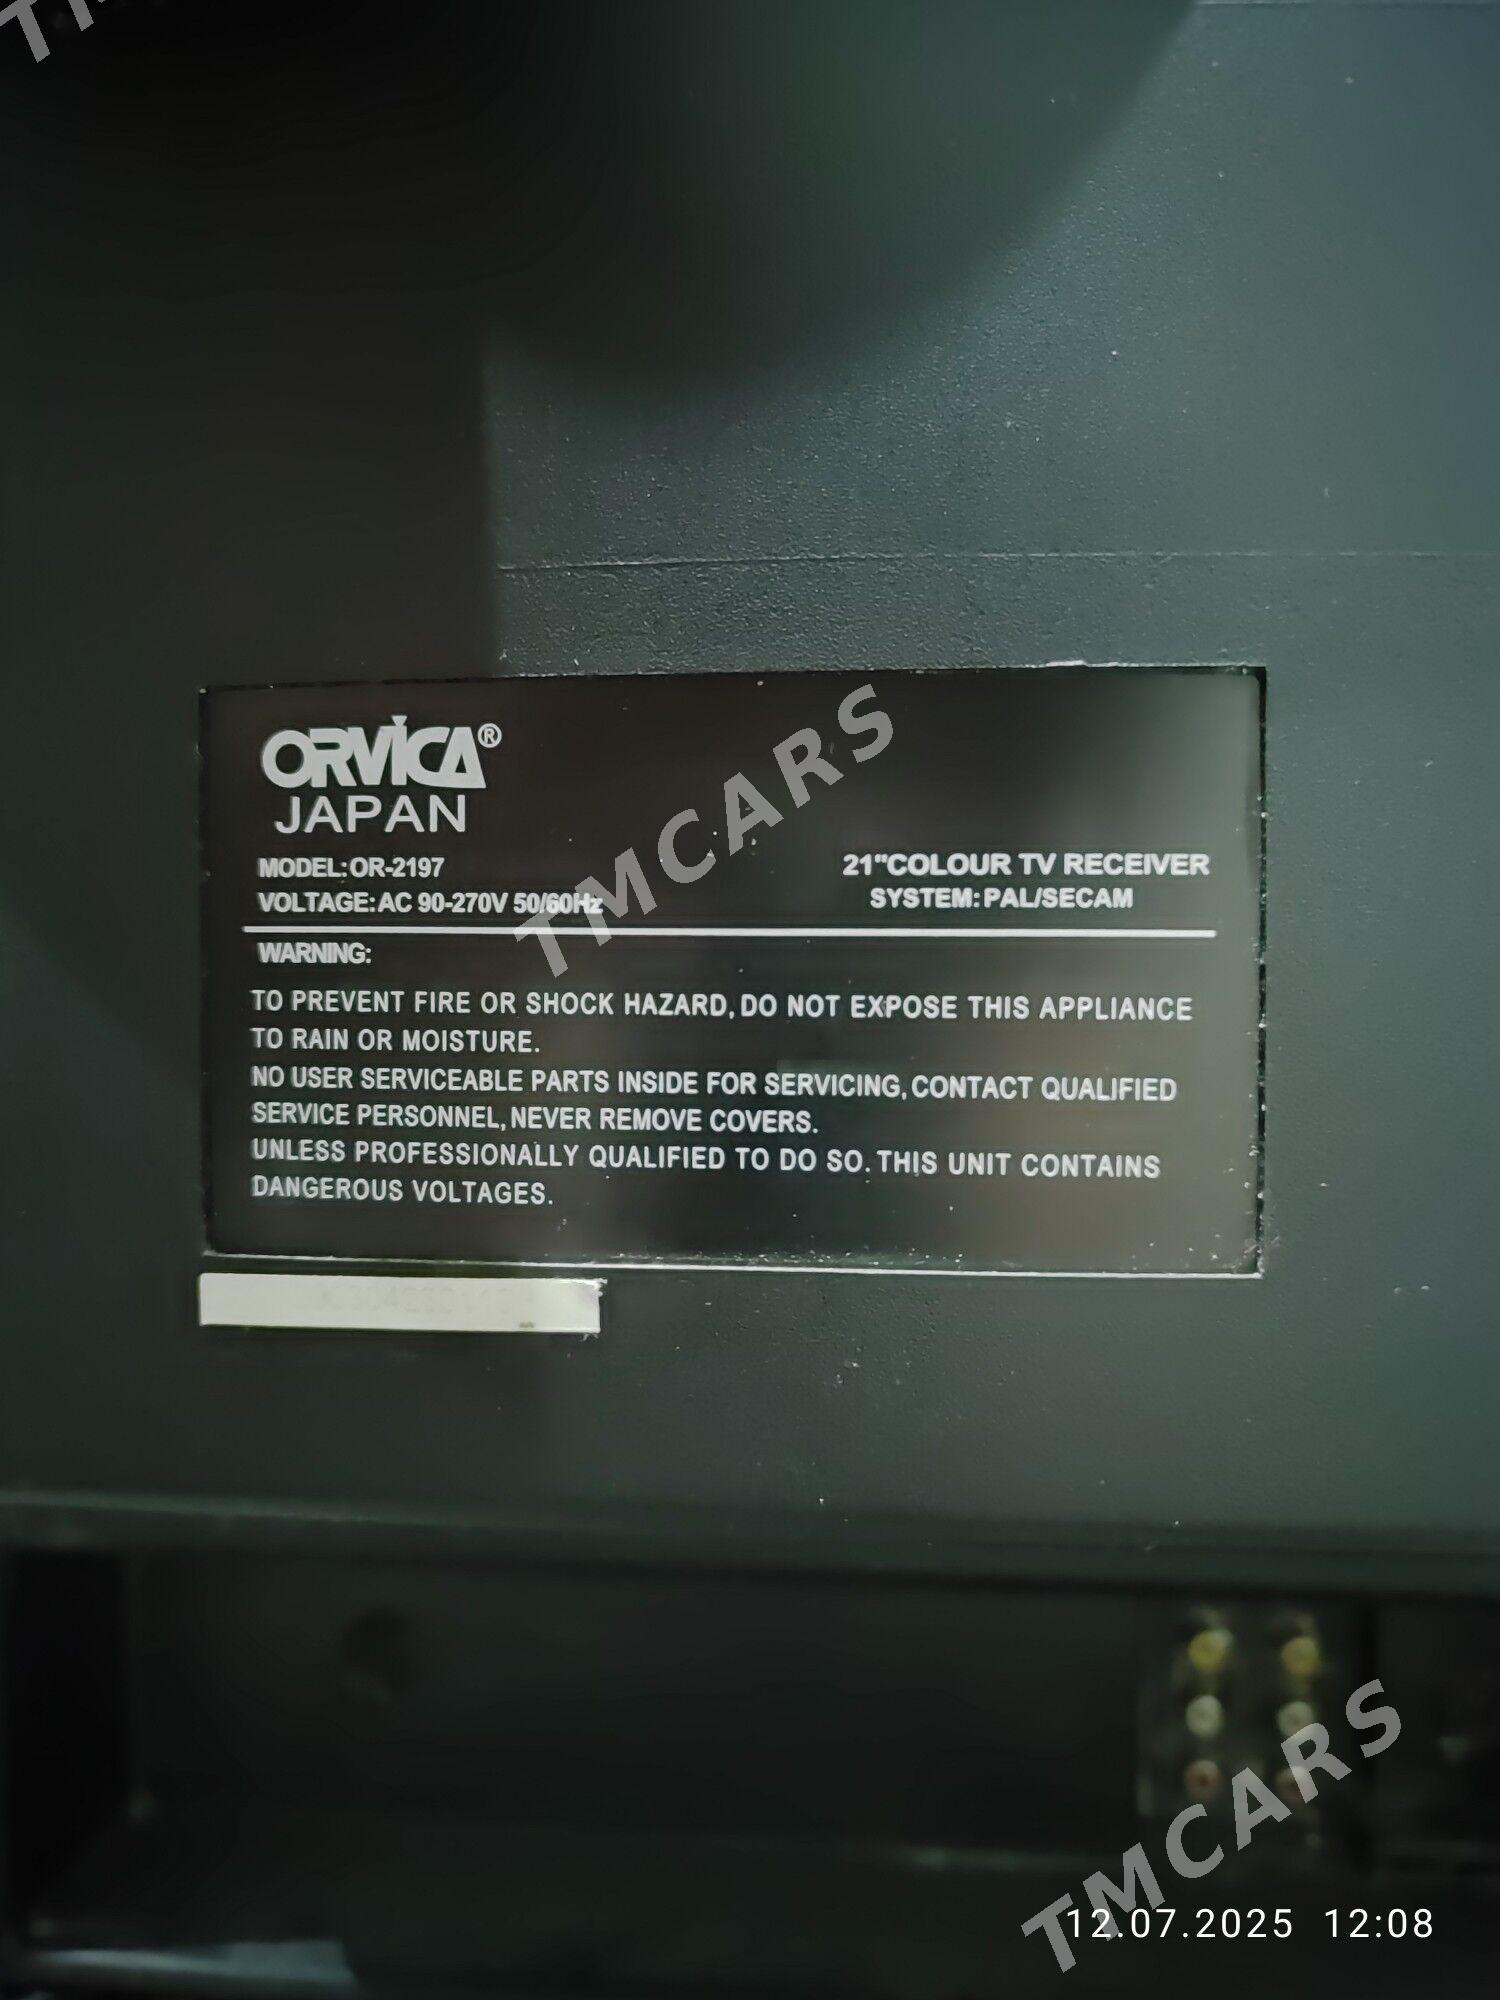 ORVICA®
JAPAN
MODEL:OR-2197
21"COLOUR TV RECEIVER
VOLTAGE:AC 90-270V 50/60Hz
SYSTEM:PAL/SECAM
WARNING:
TO PREVENT FIRE OR SHOCK HAZARD,DO NOT EXPOSE THIS APPLIANCE
TO RAIN OR MOISTURE.
NO USER SERVICEABLE PARTS INSIDE FOR SERVICING,CONTACT QUALIFIED
SERVICE PERSONNEL,NEVER REMOVE COVERS.
UNLESS PROFESSIONALLY QUALIFIED TO DO SO.THIS UNIT CONTAINS
DANGEROUS VOLTAGES.
TMCARS
TMCARS
12.07.2025 12:08